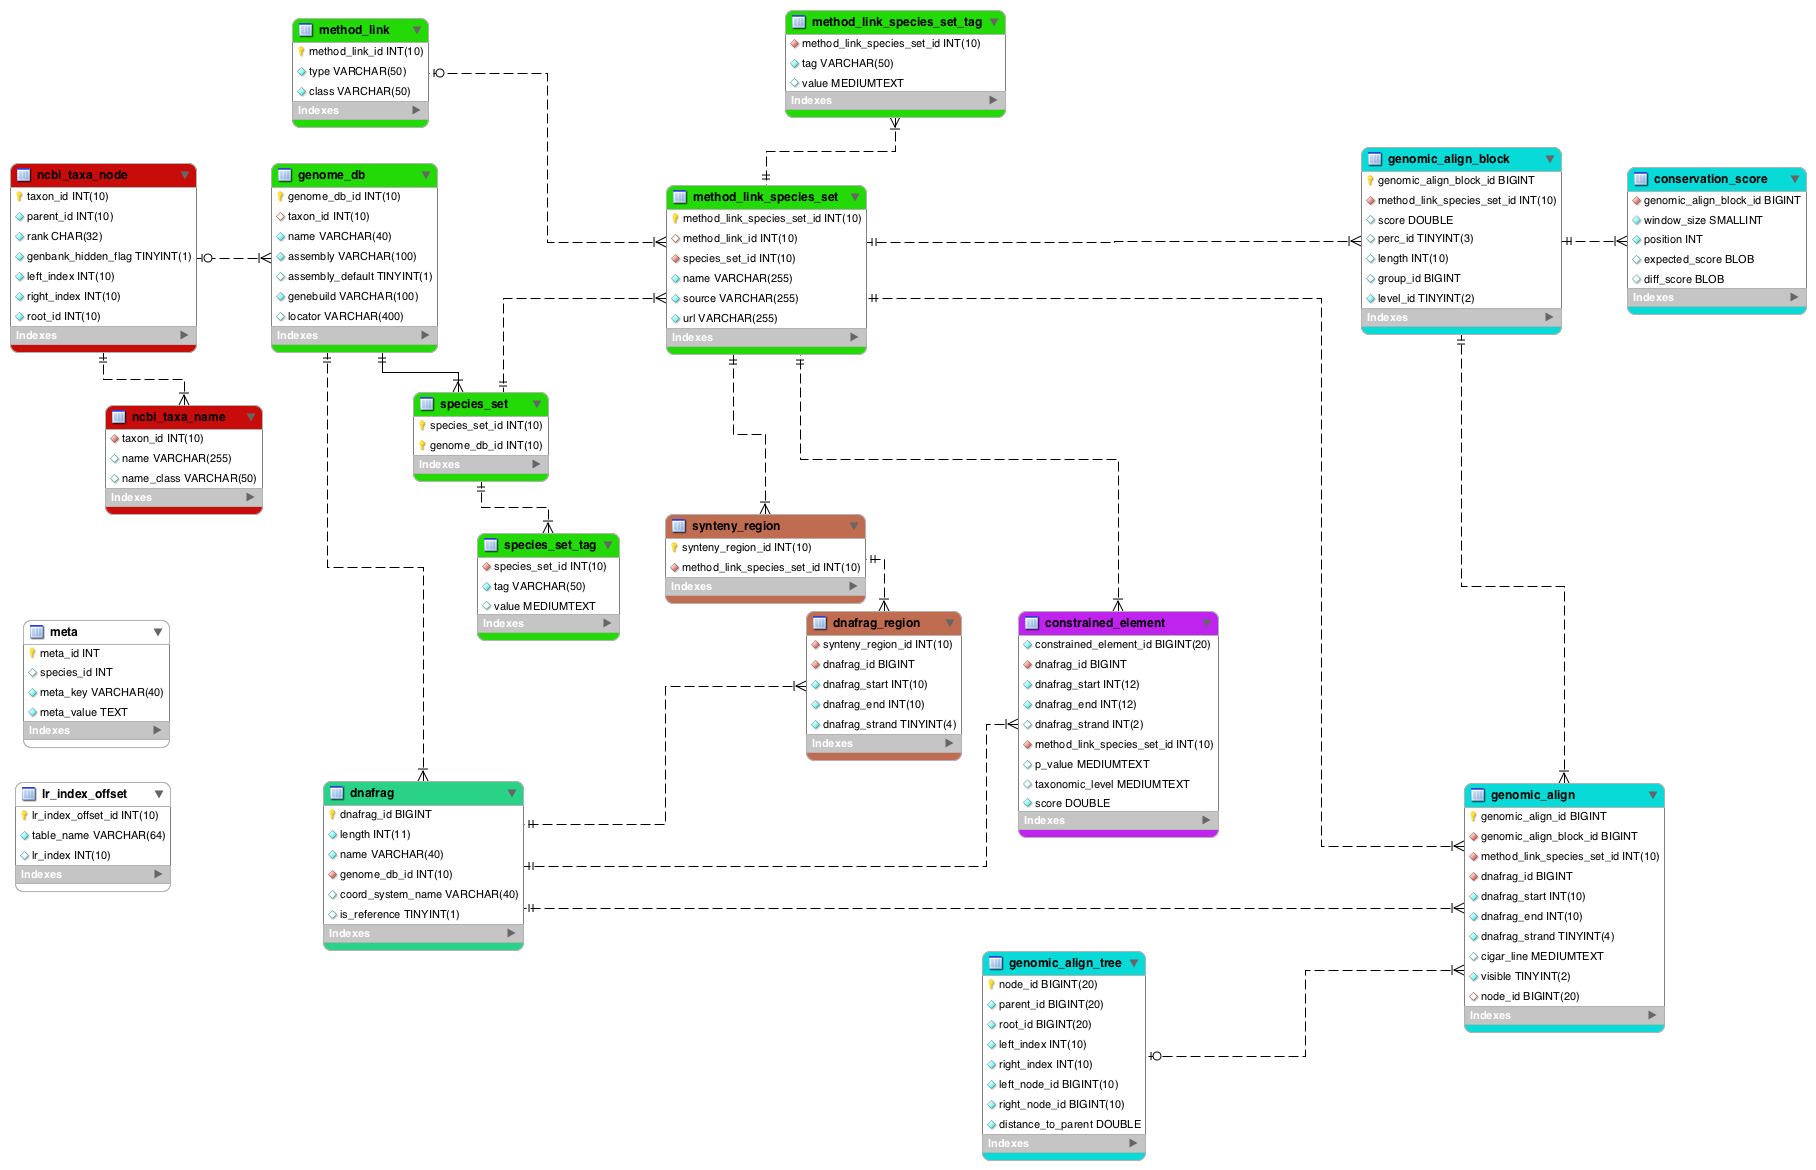 method_link
method_link_id INT(10)
type VARCHAR(50)
class VARCHAR(50)
Indexes
method_link_species_set_tag
method_link_species_set_id INT(10)
tag VARCHAR(50)
value MEDIUMTEXT
Indexes
ncbi_taxa_node
taxon_id INT(10)
parent_id INT(10)
rank CHAR(32)
genbank_hidden_flag TINYINT(1)
left_index INT(10)
right_index INT(10)
root_id INT(10)
Indexes
genome_db
genome_db_id INT(10)
taxon_id INT(10)
name VARCHAR(40)
assembly VARCHAR(100)
assembly_default TINYINT(1)
genebuild VARCHAR(100)
locator VARCHAR(400)
Indexes
method_link_species_set
method_link_species_set_id INT(10)
method_link_id INT(10)
species_set_id INT(10)
name VARCHAR(255)
source VARCHAR(255)
url VARCHAR(255)
Indexes
genomic_align_block
genomic_align_block_id BIGINT
method_link_species_set_id INT(10)
score DOUBLE
perc_id TINYINT(3)
length INT(10)
group_id BIGINT
level_id TINYINT(2)
Indexes
conservation_score
genomic_align_block_id BIGINT
window_size SMALLINT
position INT
expected_score BLOB
diff_score BLOB
Indexes
ncbi_taxa_name
taxon_id INT(10)
name VARCHAR(255)
name_class VARCHAR(50)
Indexes
species_set
species_set_id INT(10)
genome_db_id INT(10)
Indexes
species_set_tag
species_set_id INT(10)
tag VARCHAR(50)
value MEDIUMTEXT
Indexes
synteny_region
synteny_region_id INT(10)
method_link_species_set_id INT(10)
Indexes
dnafrag_region
synteny_region_id INT(10)
dnafrag_id BIGINT
dnafrag_start INT(10)
dnafrag_end INT(10)
dnafrag_strand TINYINT(4)
Indexes
constrained_element
constrained_element_id BIGINT(20)
dnafrag_id BIGINT
dnafrag_start INT(12)
dnafrag_end INT(12)
dnafrag_strand INT(2)
method_link_species_set_id INT(10)
p_value MEDIUMTEXT
taxonomic_level MEDIUMTEXT
score DOUBLE
Indexes
meta
meta_id INT
species_id INT
meta_key VARCHAR(40)
meta_value TEXT
Indexes
lr_index_offset
lr_index_offset_id INT(10)
table_name VARCHAR(64)
lr_index INT(10)
Indexes
dnafrag
dnafrag_id BIGINT
length INT(11)
name VARCHAR(40)
genome_db_id INT(10)
coord_system_name VARCHAR(40)
is_reference TINYINT(1)
Indexes
genomic_align
genomic_align_id BIGINT
genomic_align_block_id BIGINT
method_link_species_set_id INT(10)
dnafrag_id BIGINT
dnafrag_start INT(10)
dnafrag_end INT(10)
dnafrag_strand TINYINT(4)
cigar_line MEDIUMTEXT
visible TINYINT(2)
node_id BIGINT(20)
Indexes
genomic_align_tree
node_id BIGINT(20)
parent_id BIGINT(20)
root_id BIGINT(20)
left_index INT(10)
right_index INT(10)
left_node_id BIGINT(10)
right_node_id BIGINT(10)
distance_to_parent DOUBLE
Indexes